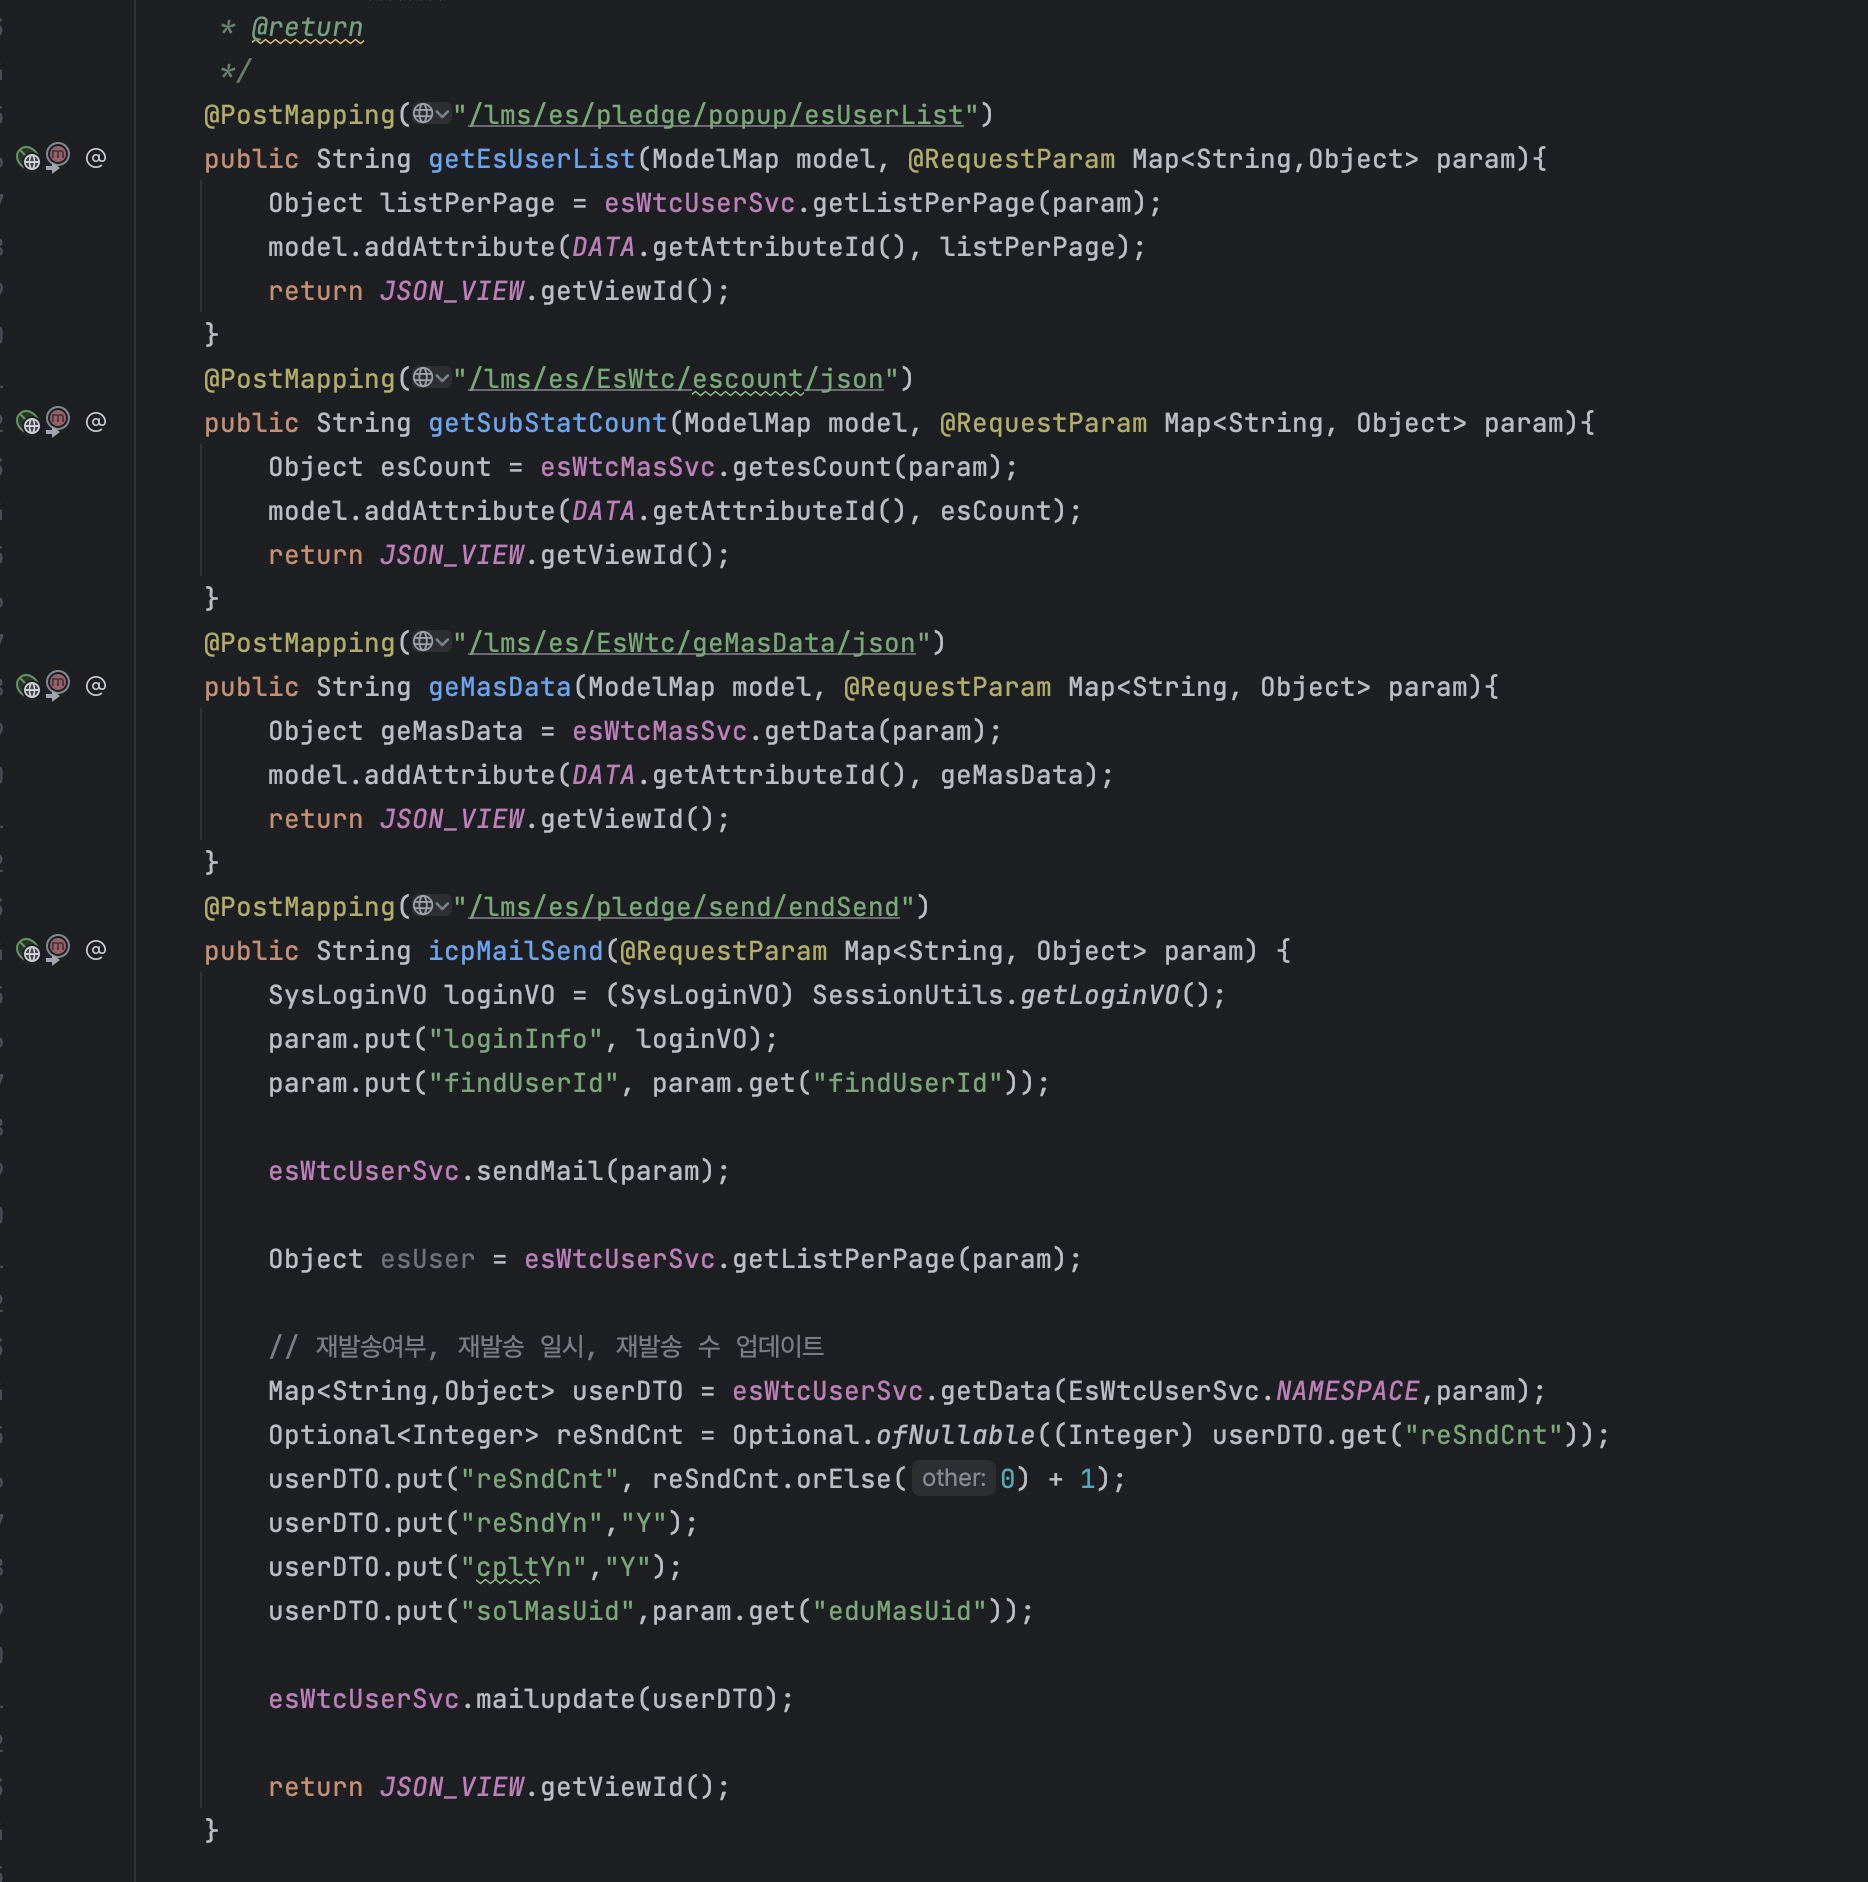 * @return
*/
@PostMapping("/lms/es/pledge/popup/esUserList")
public String getEsUserList(ModelMap model, @RequestParam Map<String,Object> param){
Object listPerPage = esWtcUserSvc.getListPerPage(param);
model.addAttribute(DATA.getAttributeId(), listPerPage);
return JSON_VIEW.getViewId();
}
@PostMapping("/lms/es/EsWtc/escount/json")
public String getSubStatCount(ModelMap model, @RequestParam Map<String, Object> param){
Object esCount = esWtcMasSvc.getesCount(param);
model.addAttribute(DATA.getAttributeId(), esCount);
return JSON_VIEW.getViewId();
}
@PostMapping("/lms/es/EsWtc/geMasData/json")
public String geMasData(ModelMap model, @RequestParam Map<String, Object> param){
Object geMasData = esWtcMasSvc.getData(param);
model.addAttribute(DATA.getAttributeId(), geMasData);
return JSON_VIEW.getViewId();
}
@PostMapping("/lms/es/pledge/send/endSend")
public String icpMailSend(@RequestParam Map<String, Object> param) {
SysLoginVO loginVO = (SysLoginVO) SessionUtils.getLoginVO();
param.put("loginInfo", loginVO);
param.put("findUserId", param.get("findUserId"));
esWtcUserSvc.sendMail(param);
Object esUser = esWtcUserSvc.getListPerPage(param);
// 재발송여부, 재발송 일시, 재발송 수 업데이트
Map<String,Object> userDTO = esWtcUserSvc.getData(EsWtcUserSvc.NAMESPACE,param);
Optional<Integer> reSndCnt = Optional.ofNullable((Integer) userDTO.get("reSndCnt"));
userDTO.put("reSndCnt", reSndCnt.orElse( other: 0) + 1);
userDTO.put("reSndYn","Y");
userDTO.put("cpltYn","Y");
userDTO.put("solMasUid",param.get("eduMasUid"));
esWtcUserSvc.mailupdate(userDTO);
return JSON_VIEW.getViewId();
}